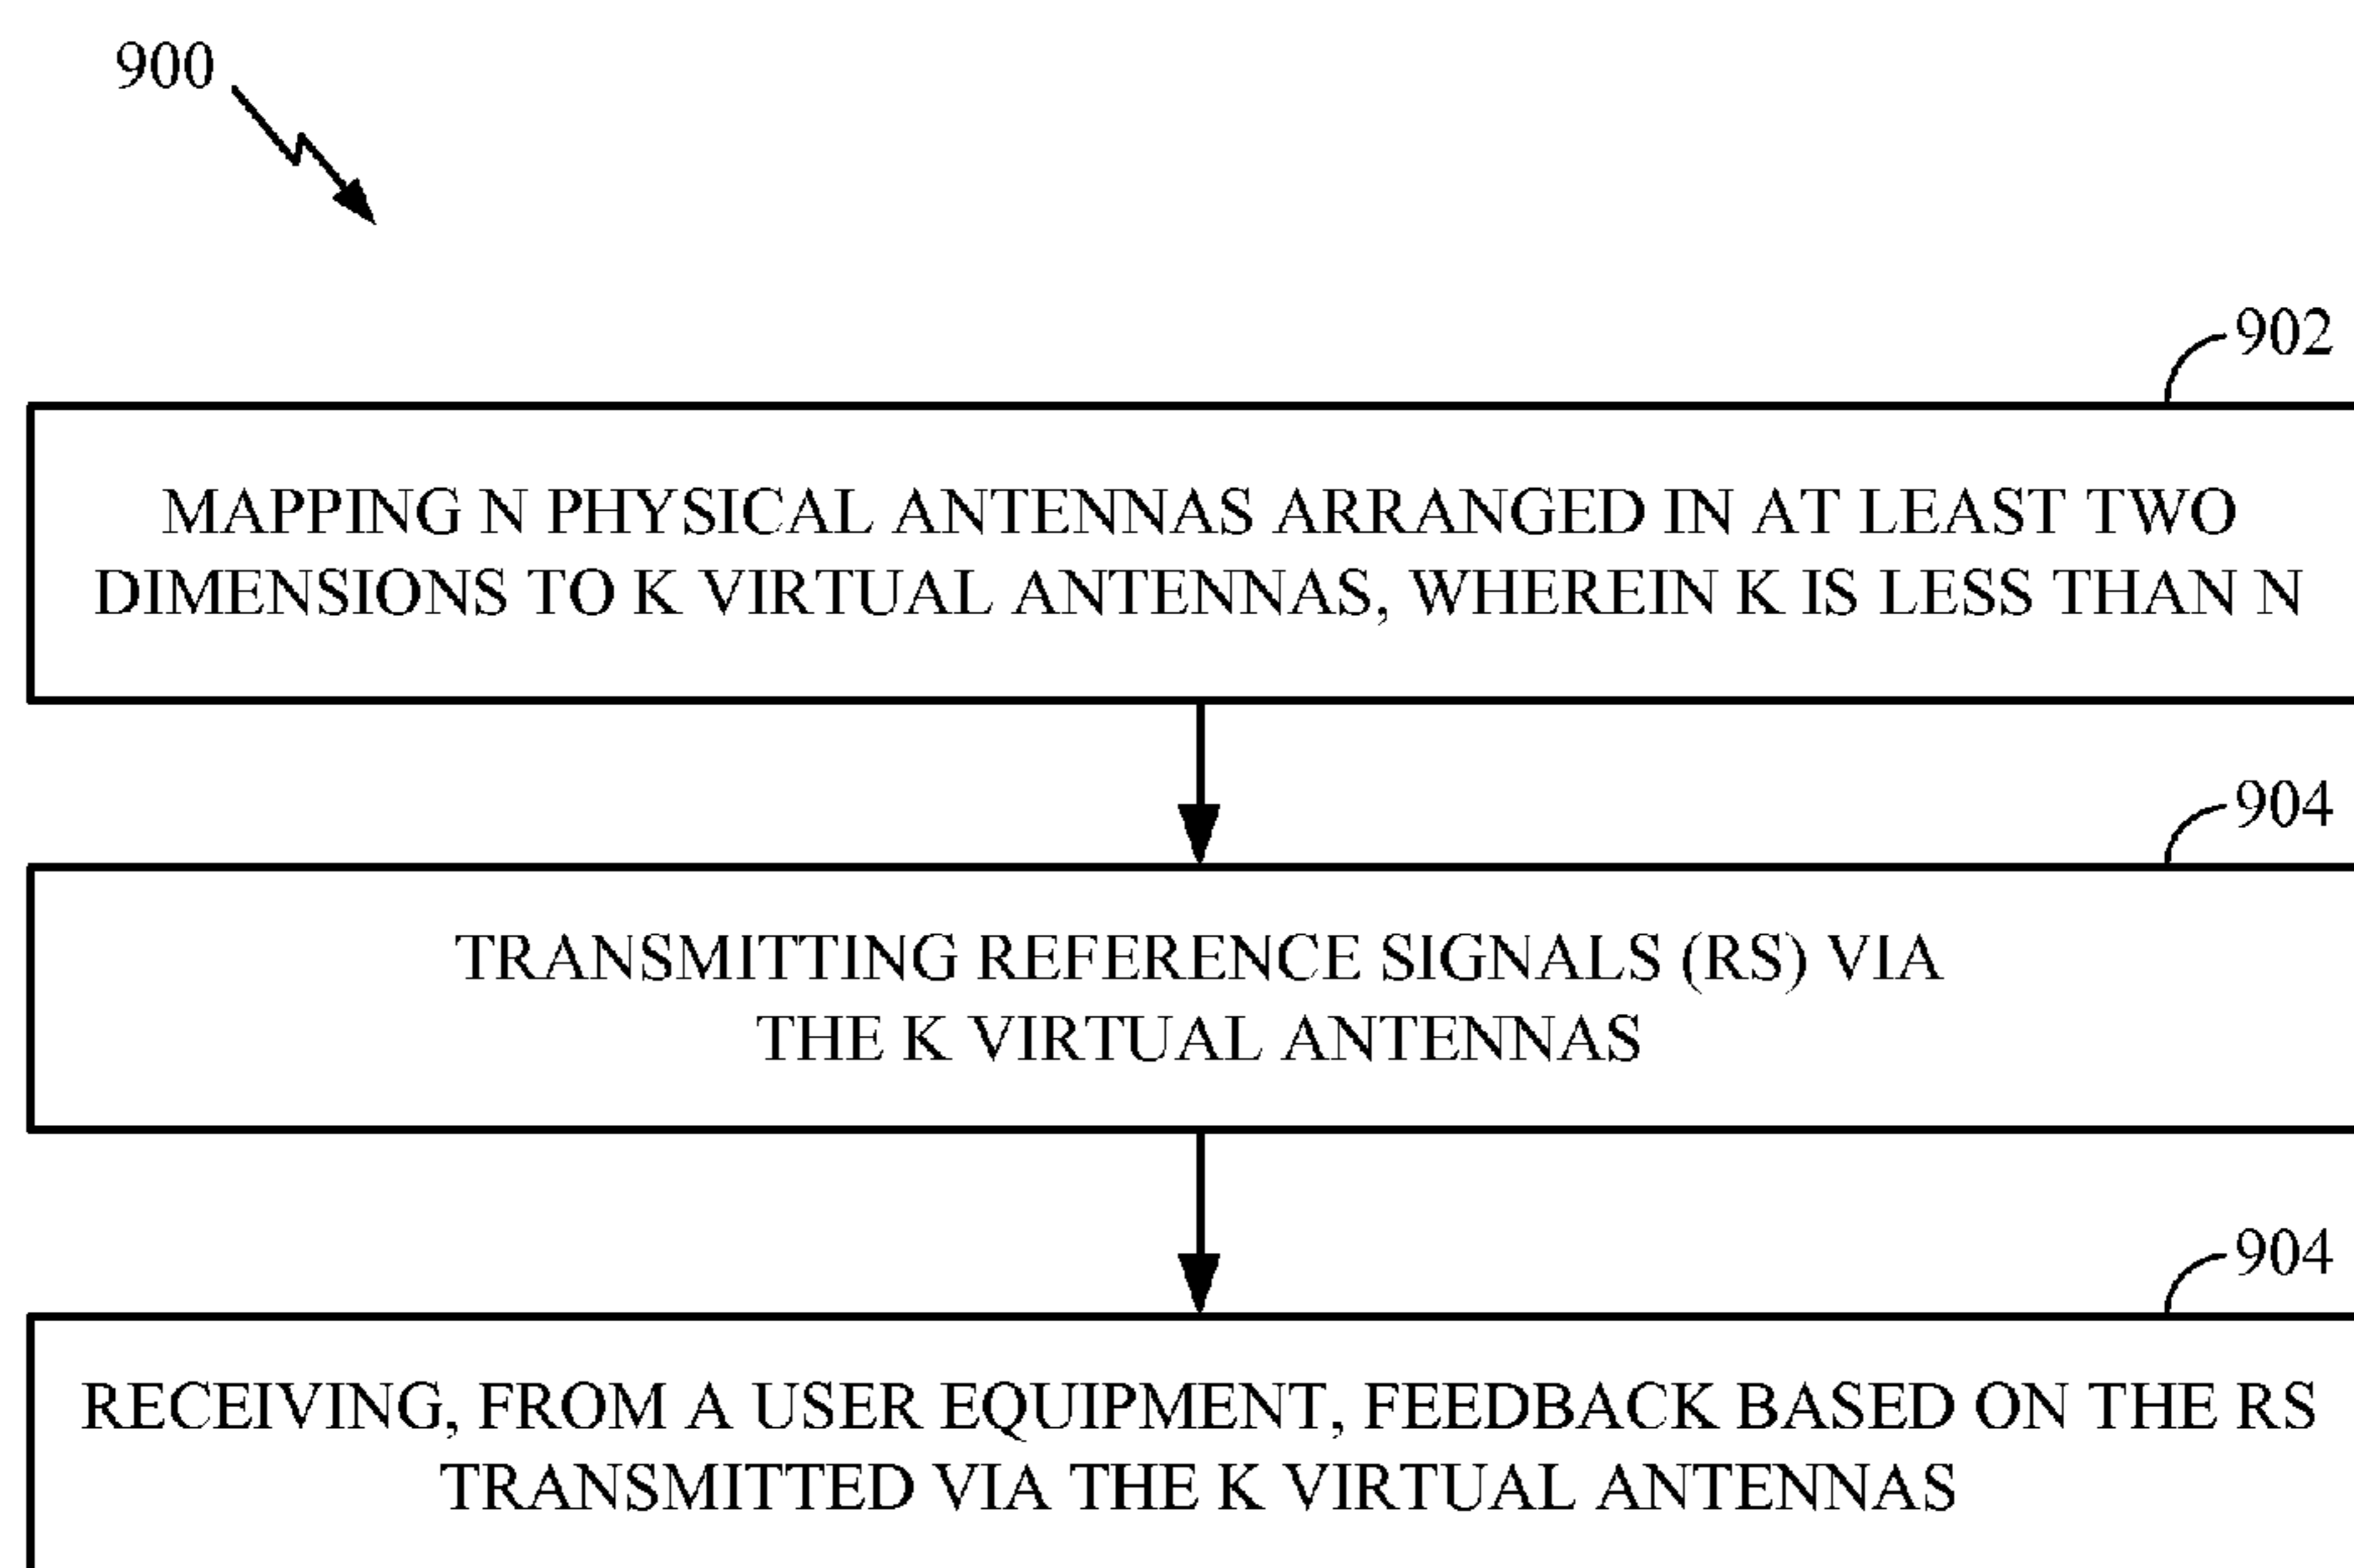 900
902
MAPPING N PHYSICAL ANTENNAS ARRANGED IN AT LEAST TWO
DIMENSIONS TO K VIRTUAL ANTENNAS, WHEREIN K IS LESS THAN N
904
TRANSMITTING REFERENCE SIGNALS (RS) VIA
THE K VIRTUAL ANTENNAS
904
RECEIVING, FROM A USER EQUIPMENT, FEEDBACK BASED ON THE RS
TRANSMITTED VIA THE K VIRTUAL ANTENNAS